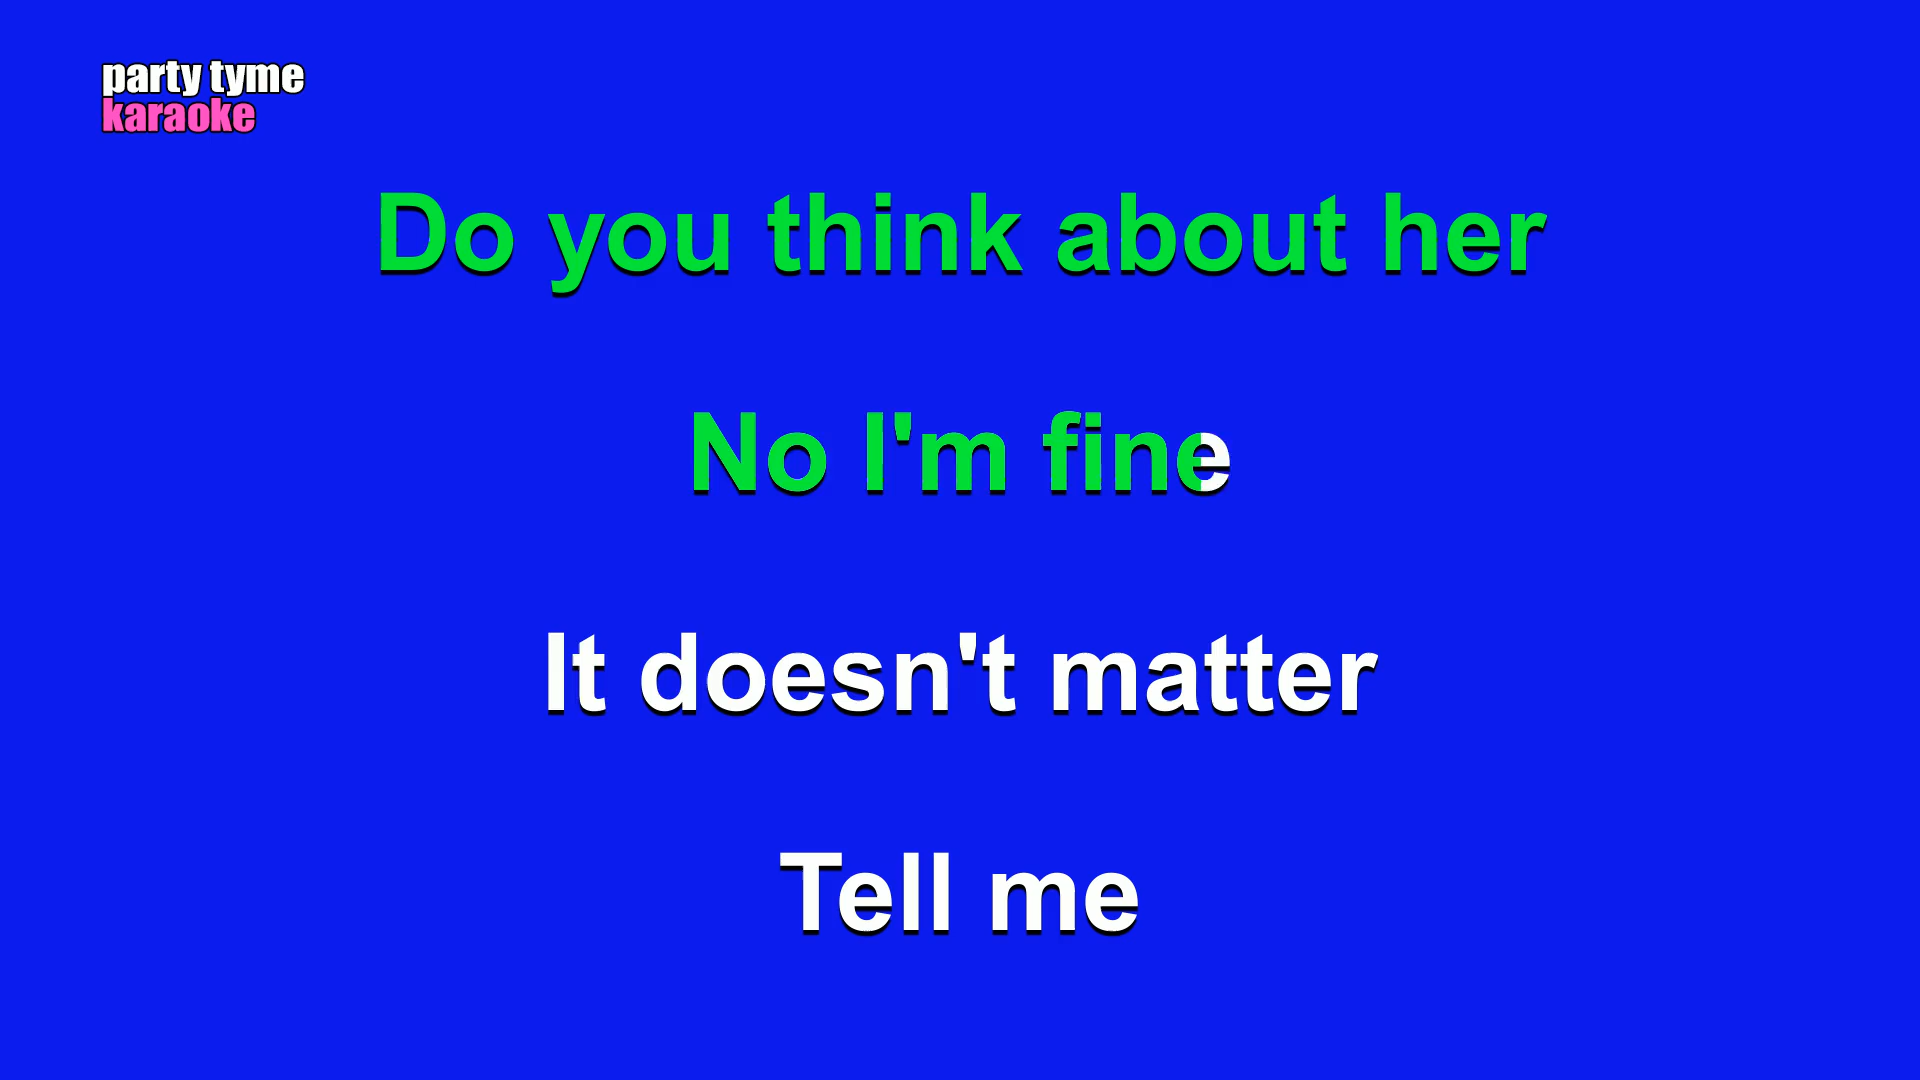 party tyme
karaoke
Do you think about her
No I'm fine
It doesn't matter
Tell me